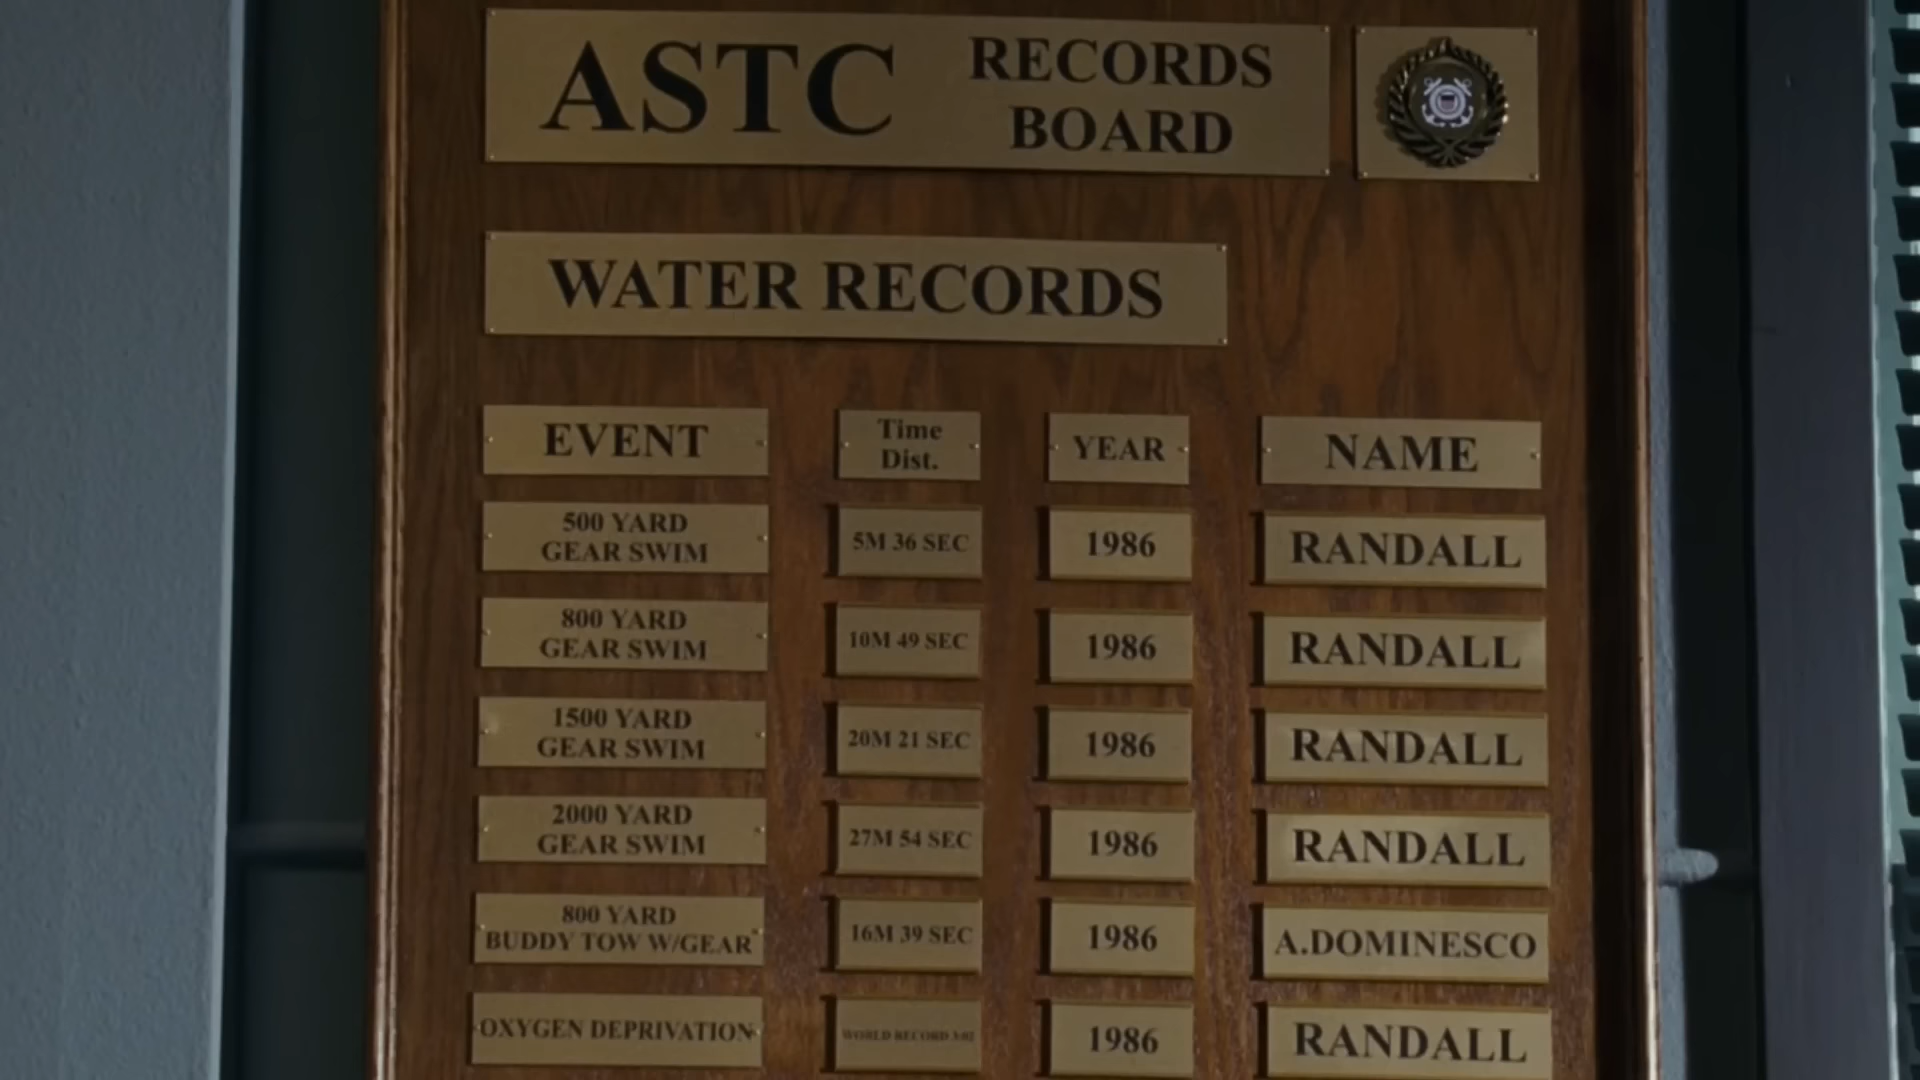 ASTC RECORDS
BOARD
WATER RECORDS
EVENT Time Dist. YEAR NAME
500 YARD
GEAR SWIM
5M 36 SEC
1986
RANDALL
800 YARD
GEAR SWIM
10M 49 SEC
1986
RANDALL
1500 YARD
GEAR SWIM
20M 21 SEC
1986
RANDALL
2000 YARD
GEAR SWIM
27M 54 SEC
1986
RANDALL
800 YARD
BUDDY TOW W/GEAR
16M 39 SEC
1986
A.DOMINESCO
OXYGEN DEPRIVATION
WORLD RECORD
1986
RANDALL